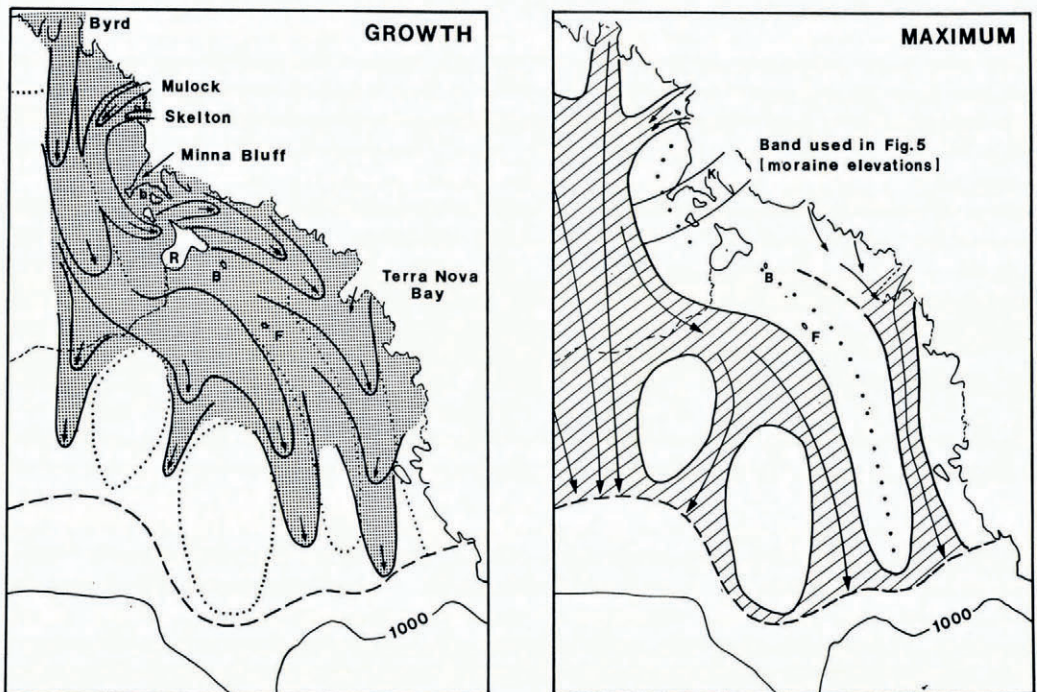 GROWTH
Byrd
Mulock
Skelton
Minna Bluff
R
B
Terra Nova
Bay
F
1000
MAXIMUM
Band used in Fig.5
[moraine elevations]
K
B
F
1000